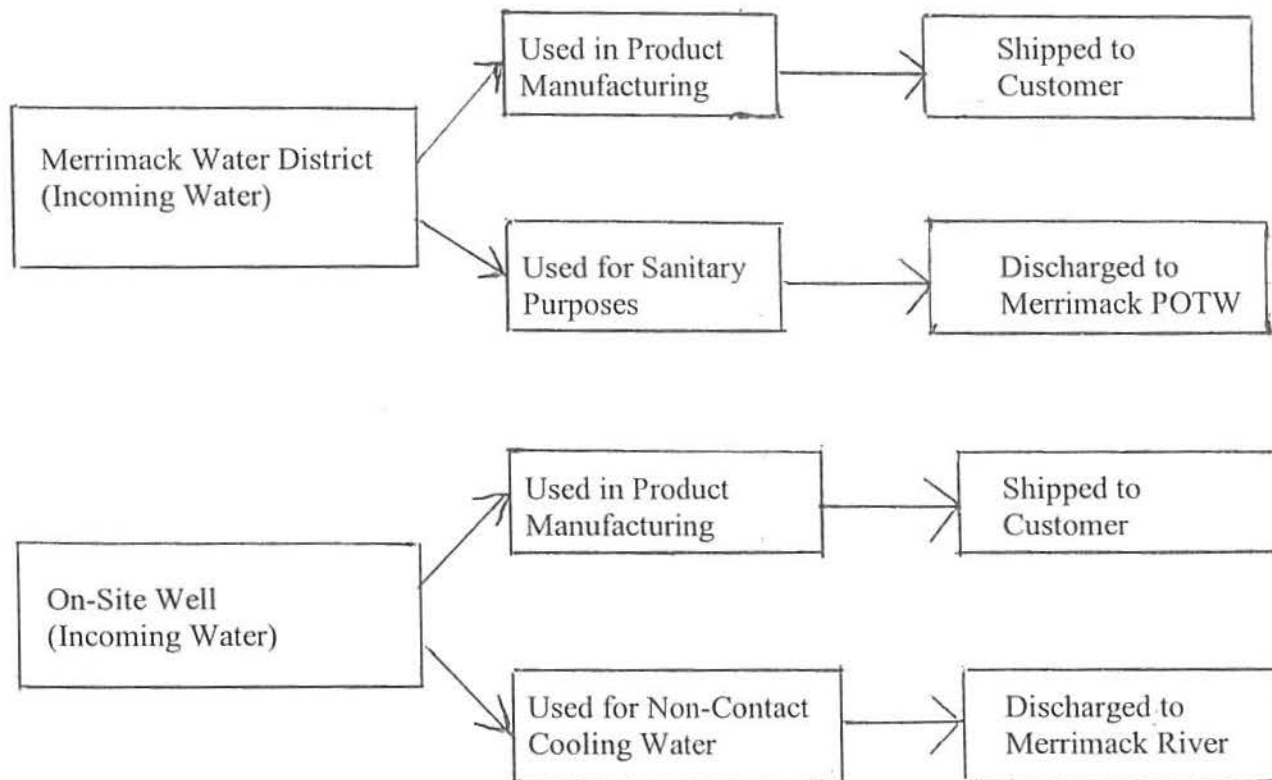 Used in Product
Manufacturing
Shipped to
Customer
Merrimack Water District
(Incoming Water)
Used for Sanitary
Purposes
Discharged to
Merrimack POTW
Used in Product
Manufacturing
Shipped to
Customer
On-Site Well
(Incoming Water)
Used for Non-Contact
Cooling Water
Discharged to
Merrimack River